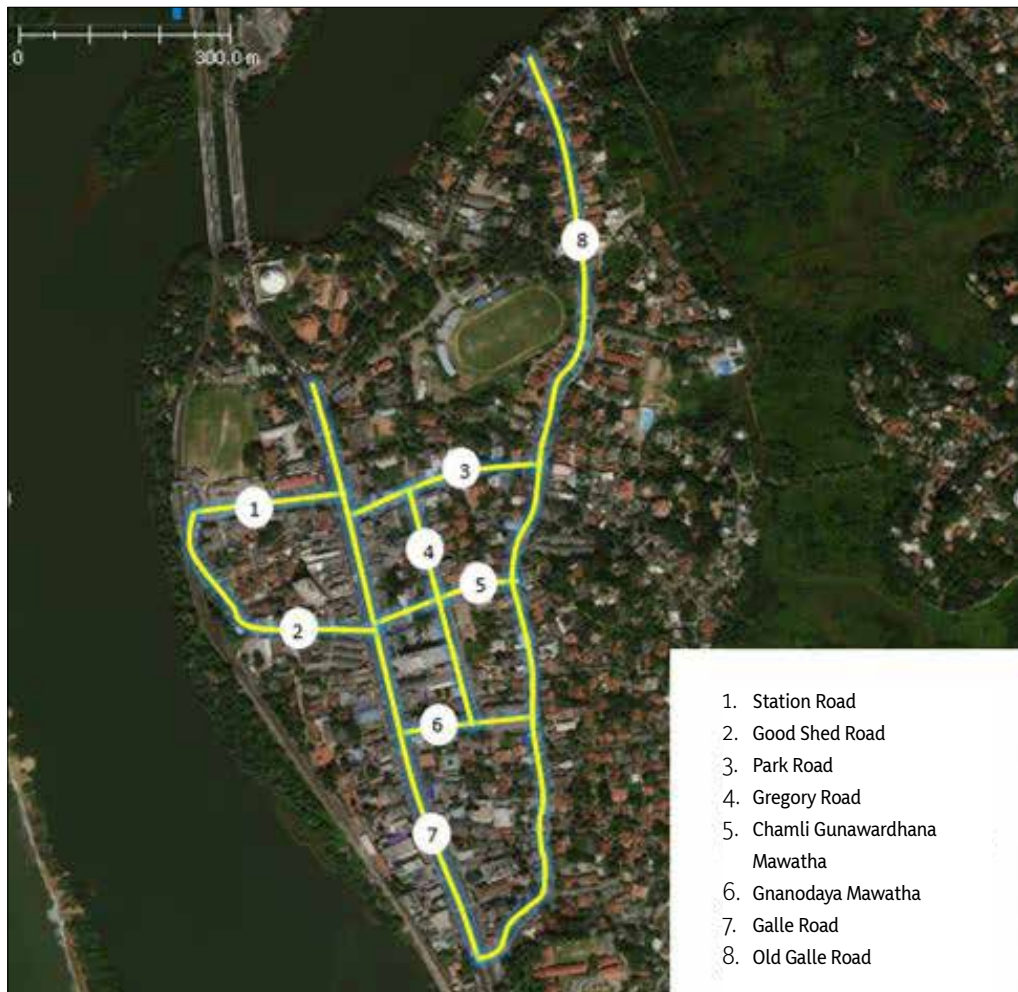 0 300.0 m
8
3
1
4
5
2
6
7
1. Station Road
2. Good Shed Road
3. Park Road
4. Gregory Road
5. Chamli Gunawardhana
Mawatha
6. Gnanodaya Mawatha
7. Galle Road
8. Old Galle Road